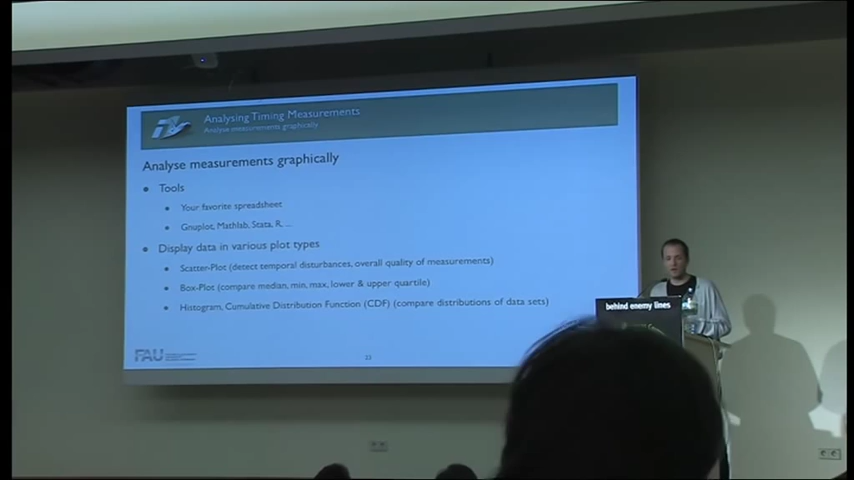 Analysing Timing Measurements
Analyse measurements graphically
Analyse measurements graphically
• Tools
• Your favorite spreadsheet
• Gnuplot, Mathlab, Stata, R, ...
• Display data in various plot types
• Scatter-Plot (detect temporal disturbances, overall quality of measurements)
• Box-Plot (compare median, min, max, lower & upper quartile)
• Histogram, Cumulative Distribution Function (CDF) (compare distributions of data sets)
FAU
23
behind enemy lines